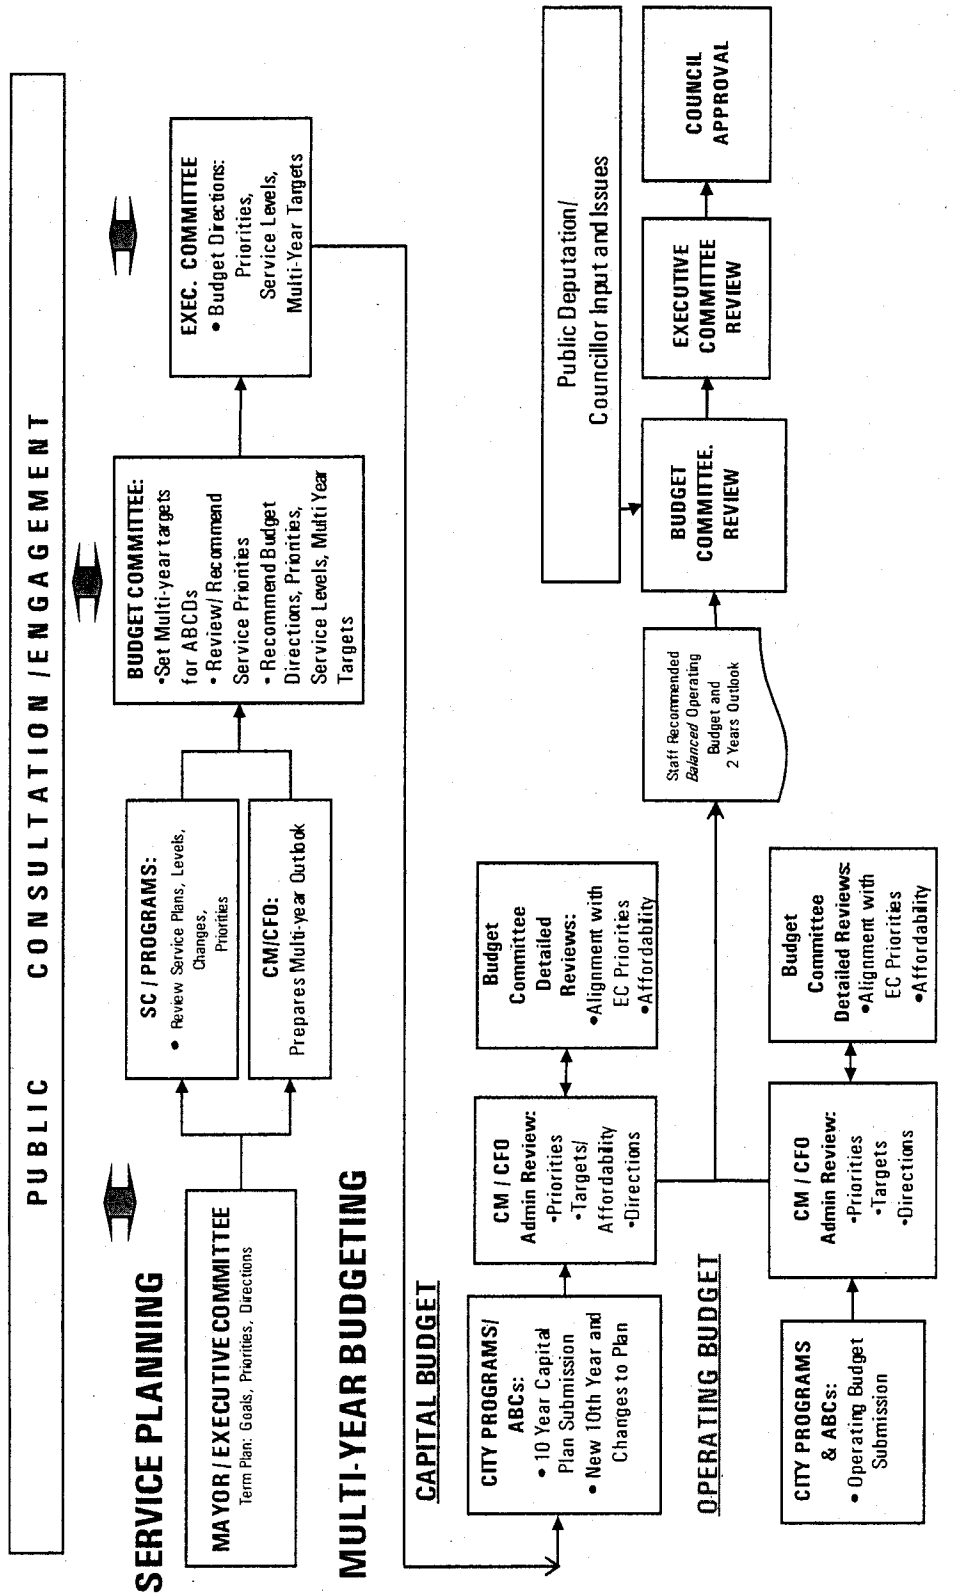 PUBLIC CONSULTATION / ENGAGEMENT
SERVICE PLANNING
MAYOR / EXECUTIVE COMMITTEE
Term Plan: Goals, Priorities, Directions
SC / PROGRAMS:
• Review Service Plans, Levels,
Changes,
Priorities
CM/CFO:
Prepares Multi-year Outlook
BUDGET COMMITTEE:
•Set Multi-year targets
for ABCDs
• Review/ Recommend
Service Priorities
• Recommend Budget
Directions, Priorities,
Service Levels, Multi Year
Targets
EXEC. COMMITTEE
• Budget Directions:
Priorities,
Service Levels,
Multi-Year Targets
MULTI-YEAR BUDGETING
CAPITAL BUDGET
CITY PROGRAMS/
ABCs:
• 10 Year Capital
Plan Submission
• New 10th Year and
Changes to Plan
CM / CFO
Admin Review:
•Priorities
•Targets/
Affordability
•Directions
Budget
Committee
Detailed
Reviews:
•Alignment with
EC Priorities
•Affordability
OPERATING BUDGET
CITY PROGRAMS
& ABCs:
• Operating Budget
Submission
CM / CFO
Admin Review:
•Priorities
•Targets
•Directions
Budget
Committee
Detailed Reviews:
•Alignment with
EC Priorities
•Affordability
Staff Recommended
Balanced Operating
Budget and
2 Years Outlook
Public Deputation/
Councillor Input and Issues
BUDGET
COMMITTEE.
REVIEW
EXECUTIVE
COMMITTEE
REVIEW
COUNCIL
APPROVAL